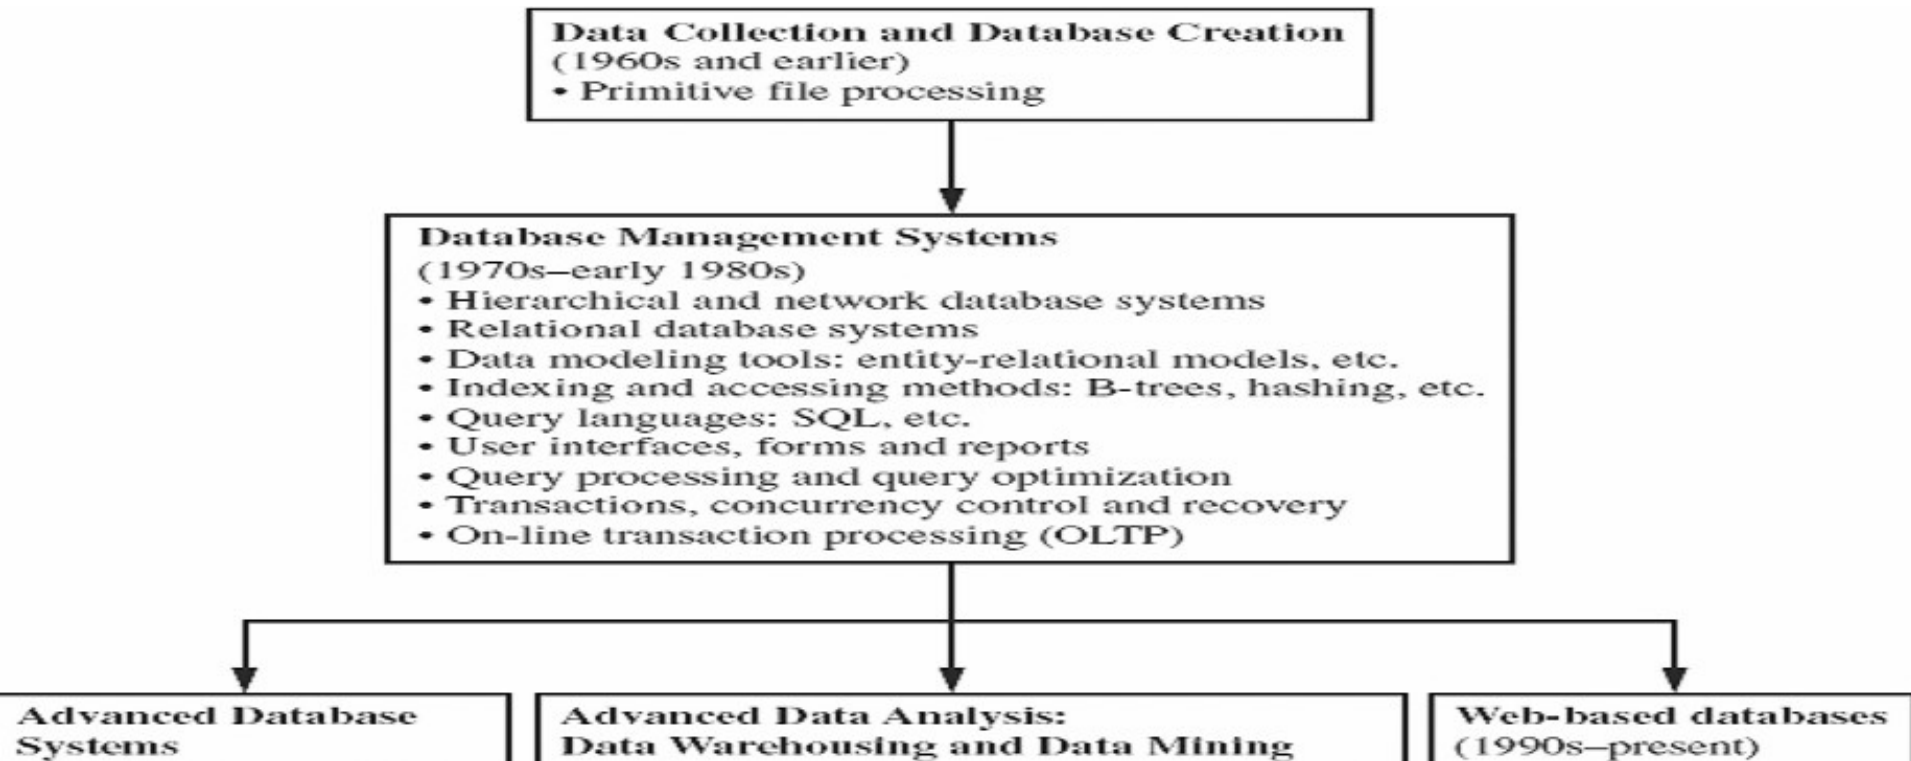 Data Collection and Database Creation
(1960s and earlier)
• Primitive file processing
Database Management Systems
(1970s–early 1980s)
• Hierarchical and network database systems
• Relational database systems
• Data modeling tools: entity-relational models, etc.
• Indexing and accessing methods: B-trees, hashing, etc.
• Query languages: SQL, etc.
• User interfaces, forms and reports
• Query processing and query optimization
• Transactions, concurrency control and recovery
• On-line transaction processing (OLTP)
Advanced Database
Systems
Advanced Data Analysis:
Data Warehousing and Data Mining
Web-based databases
(1990s–present)